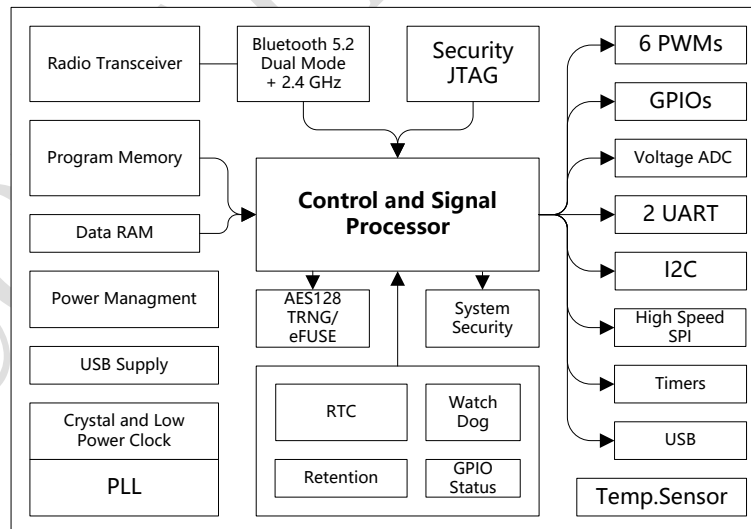 Radio Transceiver
Bluetooth 5.2
Dual Mode
+ 2.4 GHz
Security
JTAG
6 PWMs
GPIOs
Program Memory
Voltage ADC
Control and Signal
Processor
Data RAM
2 UART
I2C
Power Managment
AES128
TRNG/
eFUSE
System
Security
High Speed
SPI
USB Supply
Timers
RTC
Watch
Dog
Crystal and Low
Power Clock
USB
PLL
Retention
GPIO
Status
Temp.Sensor